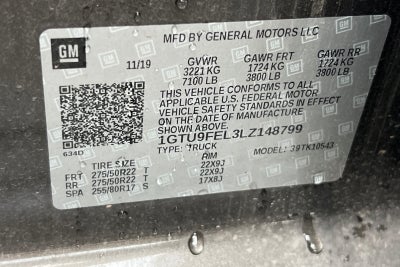 MFD BY GENERAL MOTORS LLC
GM
11/19 GVWR GAWR FRT GAWR RR
3221 KG 1724 KG 1724 KG
7100 LB 3800 LB 3900 LB
THIS VEHICLE CONFORMS TO ALL
APPLICABLE U.S. FEDERAL MOTOR
VEHICLE SAFETY STANDARDS IN EFFECT
ON THE DATE OF MANUFACTURE
SHOWN ABOVE.
1GTU9FEL3LZ148799
634D TYPE: TRUCK MODEL: 39TK10543
TIRE SIZE RIM
FRT 275/50R22 T 22X9J
RR 275/50R22 T 22X9J
SPA 255/80R17 S 17X8J